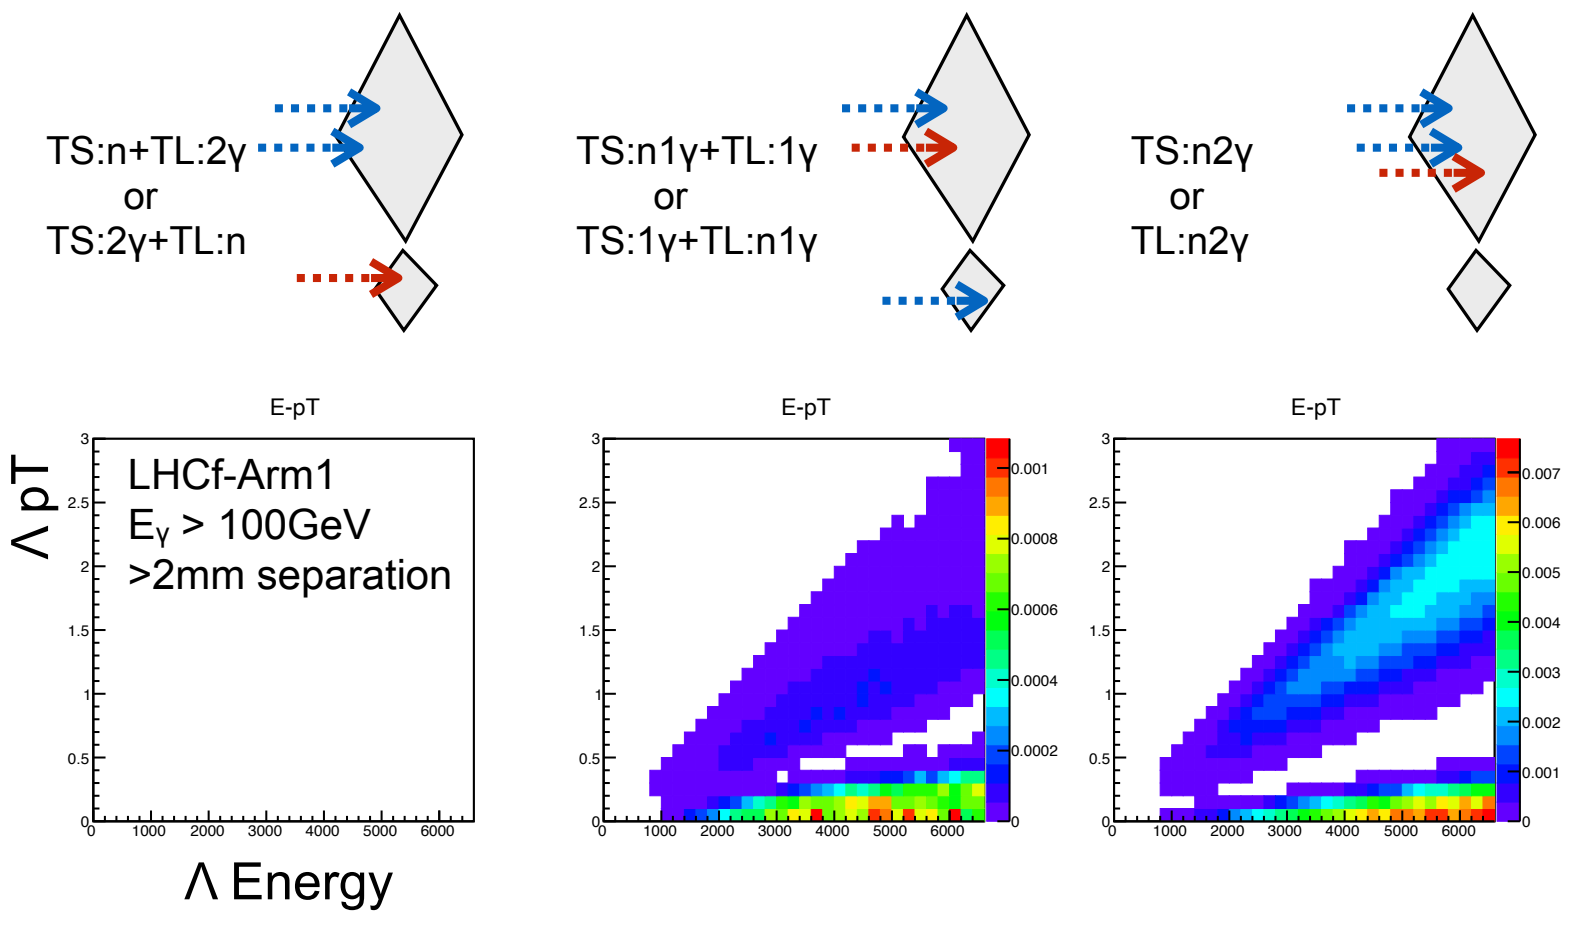 TS:n+TL:2γ
or
TS:2γ+TL:n
TS:n1γ+TL:1γ
or
TS:1γ+TL:n1γ
TS:n2γ
or
TL:n2γ
E-pT
Λ pT
3
2.5
2
1.5
1
0.5
0
LHCf-Arm1
Eγ > 100GeV
>2mm separation
0 1000 2000 3000 4000 5000 6000
Λ Energy
E-pT
3
2.5
2
1.5
1
0.5
0
0 1000 2000 3000 4000 5000 6000
0.001
0.0008
0.0006
0.0004
0.0002
0
E-pT
3
2.5
2
1.5
1
0.5
0
0 1000 2000 3000 4000 5000 6000
0.007
0.006
0.005
0.004
0.003
0.002
0.001
0